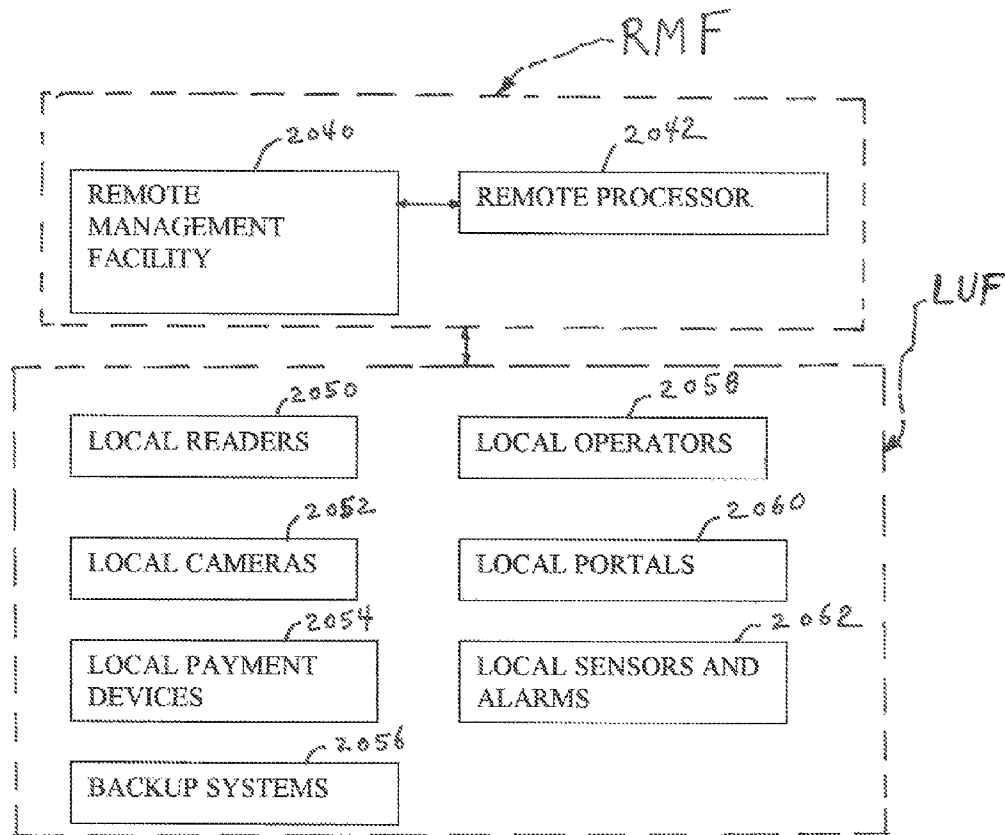 RMF
2040
2042
REMOTE
MANAGEMENT
FACILITY
REMOTE PROCESSOR
LUF
2050
2058
LOCAL READERS
LOCAL OPERATORS
2052
2060
LOCAL CAMERAS
LOCAL PORTALS
2054
2062
LOCAL PAYMENT
DEVICES
LOCAL SENSORS AND
ALARMS
2056
BACKUP SYSTEMS